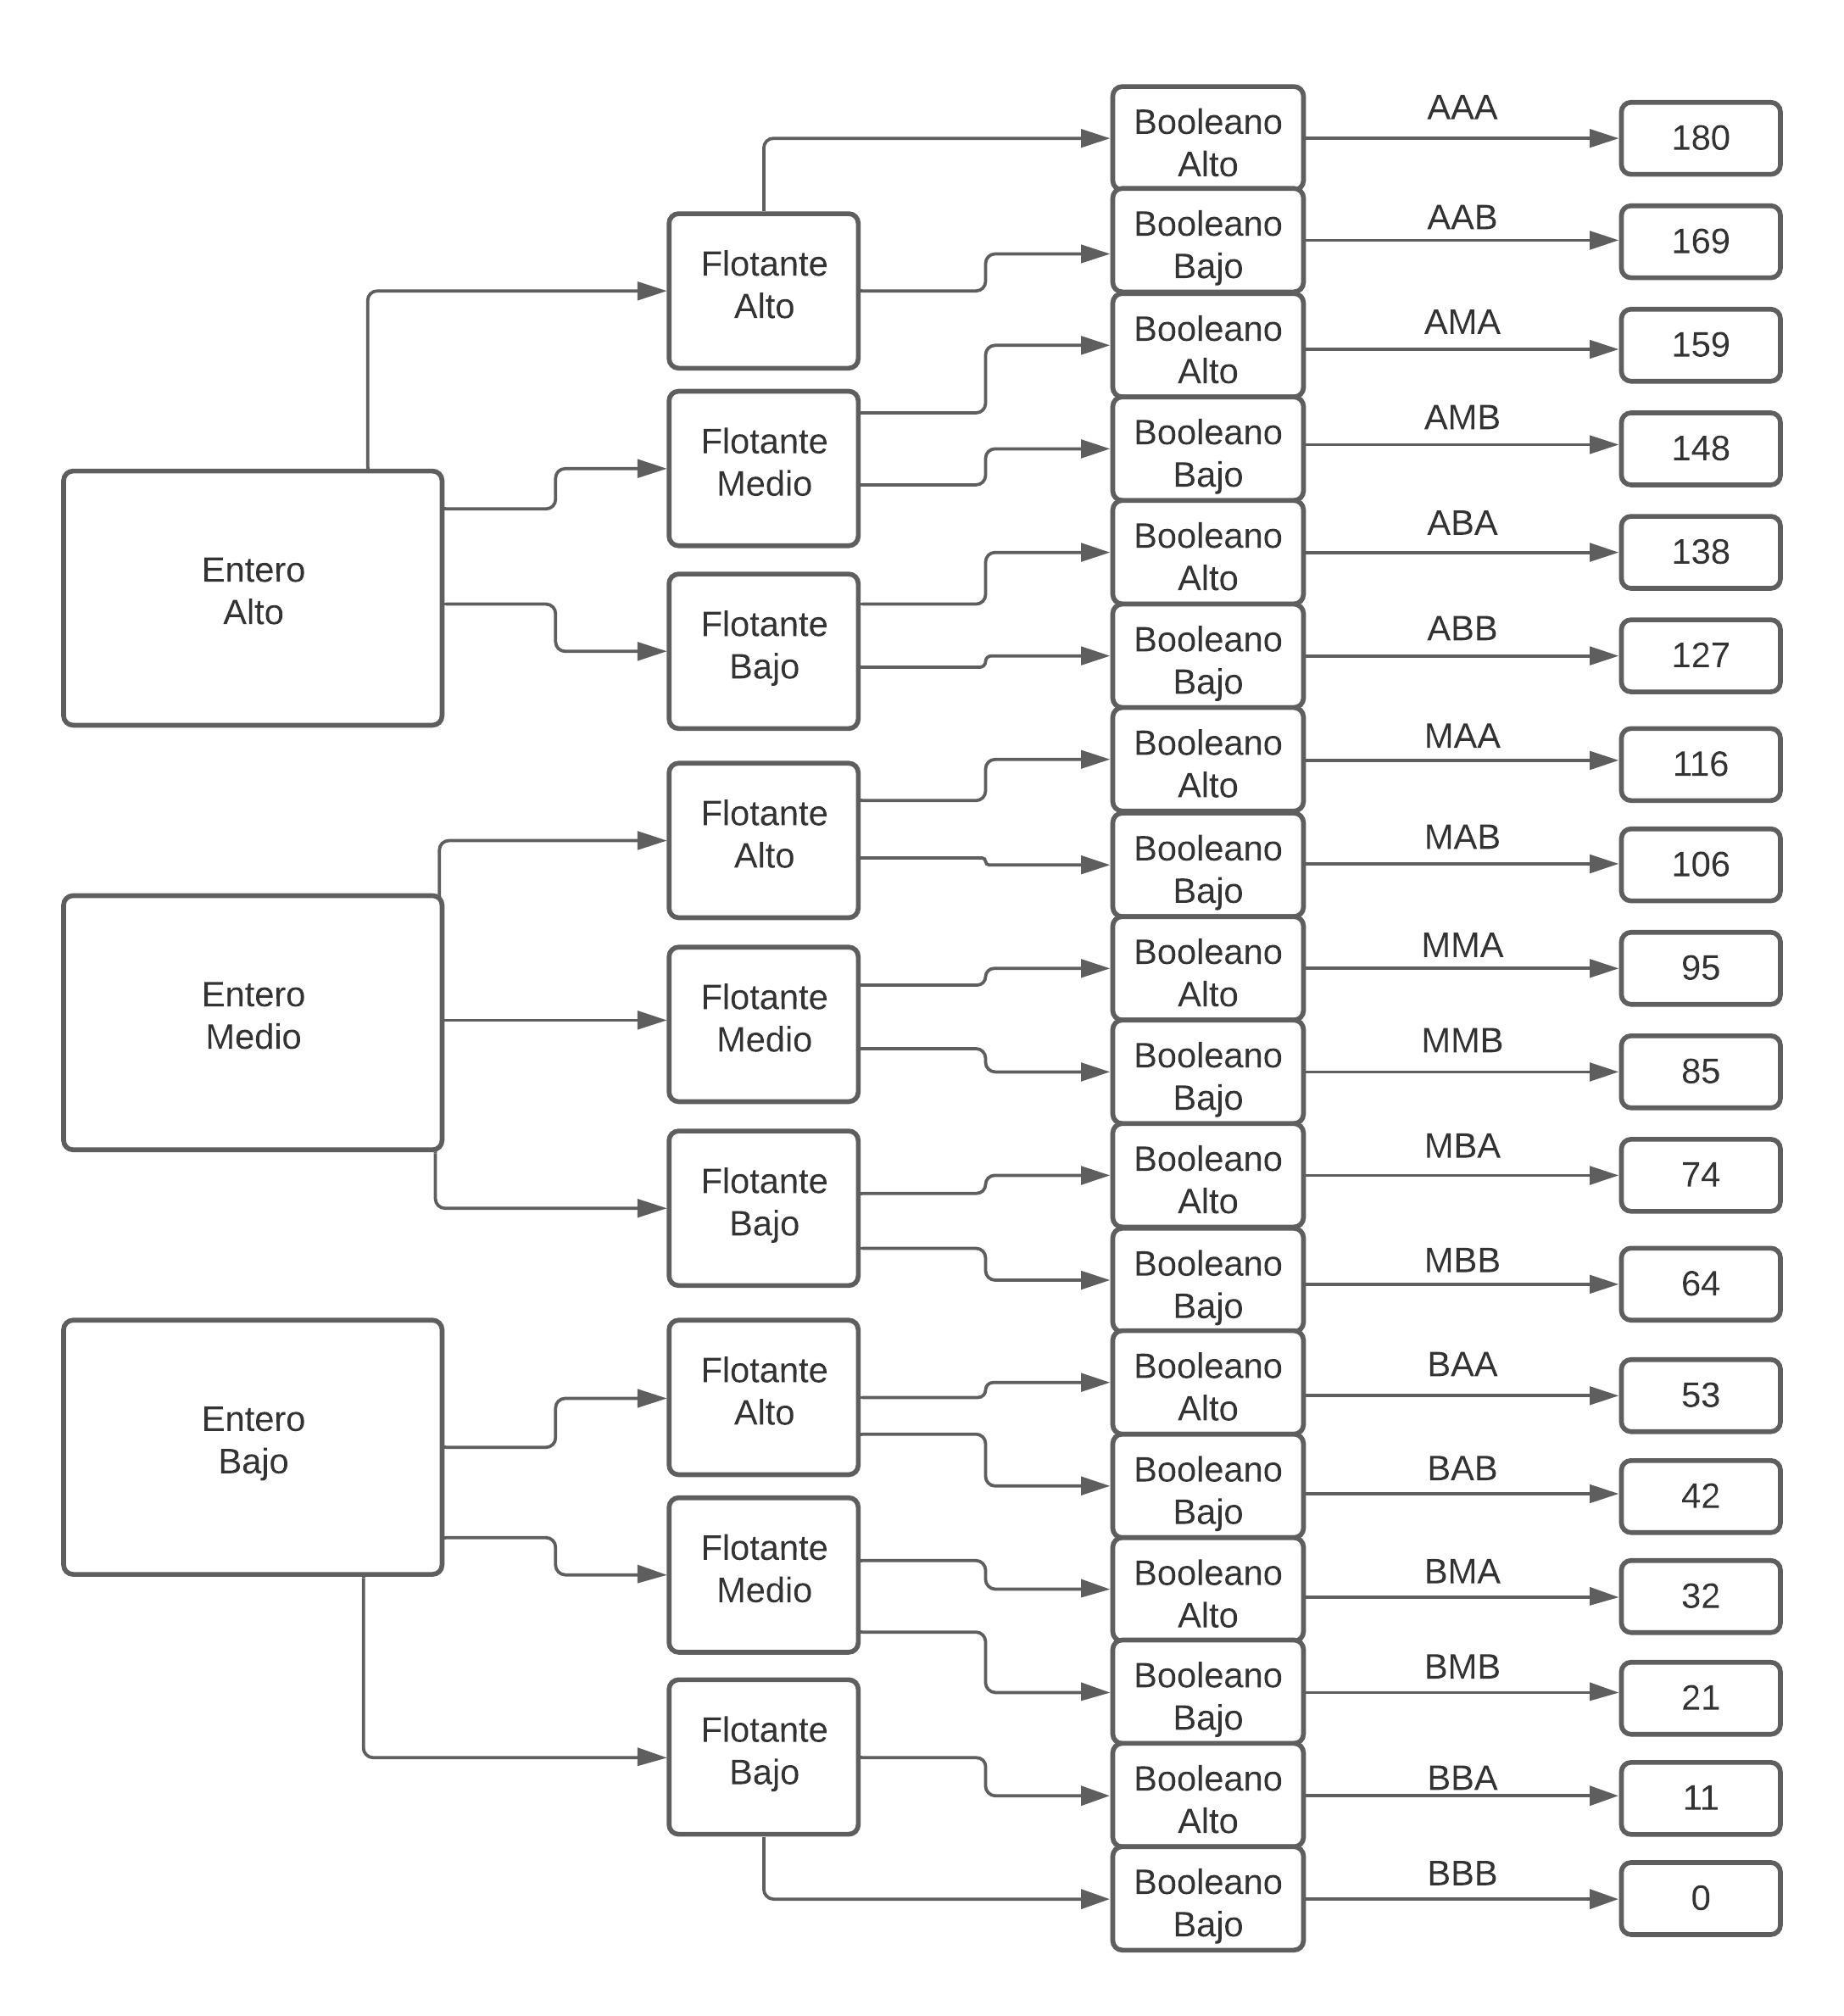 Entero
Alto
Entero
Medio
Entero
Bajo
Flotante
Alto
Flotante
Medio
Flotante
Bajo
Flotante
Alto
Flotante
Medio
Flotante
Bajo
Flotante
Alto
Flotante
Medio
Flotante
Bajo
Booleano
Alto
Booleano
Bajo
Booleano
Alto
Booleano
Bajo
Booleano
Alto
Booleano
Bajo
Booleano
Alto
Booleano
Bajo
Booleano
Alto
Booleano
Bajo
Booleano
Alto
Booleano
Bajo
Booleano
Alto
Booleano
Bajo
Booleano
Alto
Booleano
Bajo
Booleano
Alto
Booleano
Bajo
AAA
180
AAB
169
AMA
159
AMB
148
ABA
138
ABB
127
MAA
116
MAB
106
MMA
95
MMB
85
MBA
74
MBB
64
BAA
53
BAB
42
BMA
32
BMB
21
BBA
11
BBB
0